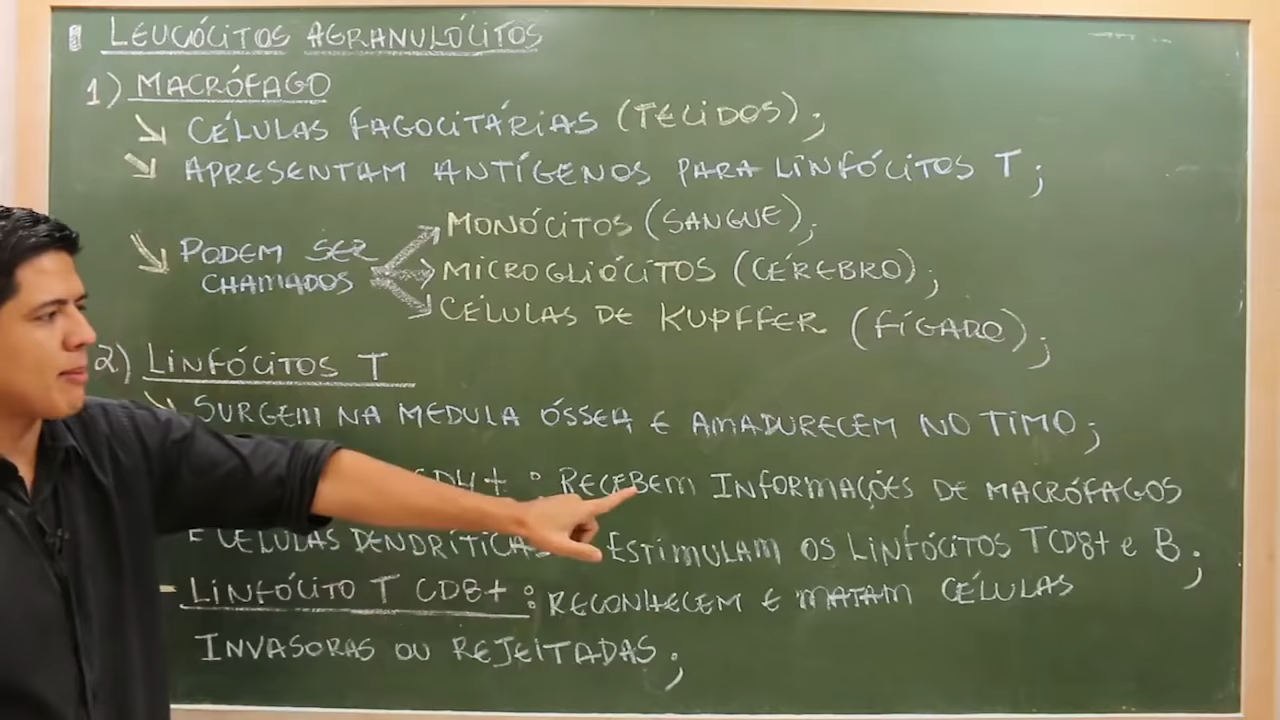 LEUCÓCITOS AGRANULÓCITOS
1) MACRÓFAGO
CÉLULAS FAGOCITÁRIAS (TECIDOS);
APRESENTAM ANTÍGENOS PARA LINFÓCITOS T;
PODEM SER CHAMADOS
MONÓCITOS (SANGUE);
MICROGLIÓCITOS (CÉREBRO);
CÉLULAS DE KUPFFER (FÍGARO);
2) LINFÓCITOS T
SURGEM NA MEDULA ÓSSEA E AMADURECEM NO TIMO;
CD4+ : RECEBEM INFORMAÇÕES DE MACRÓFAGOS
E CÉLULAS DENDRÍTICAS ESTIMULAM OS LINFÓCITOS TCD8+ e B;
- LINFÓCITO T CD8+ : RECONHECEM E MATAM CÉLULAS
INVASORAS OU REJEITADAS;